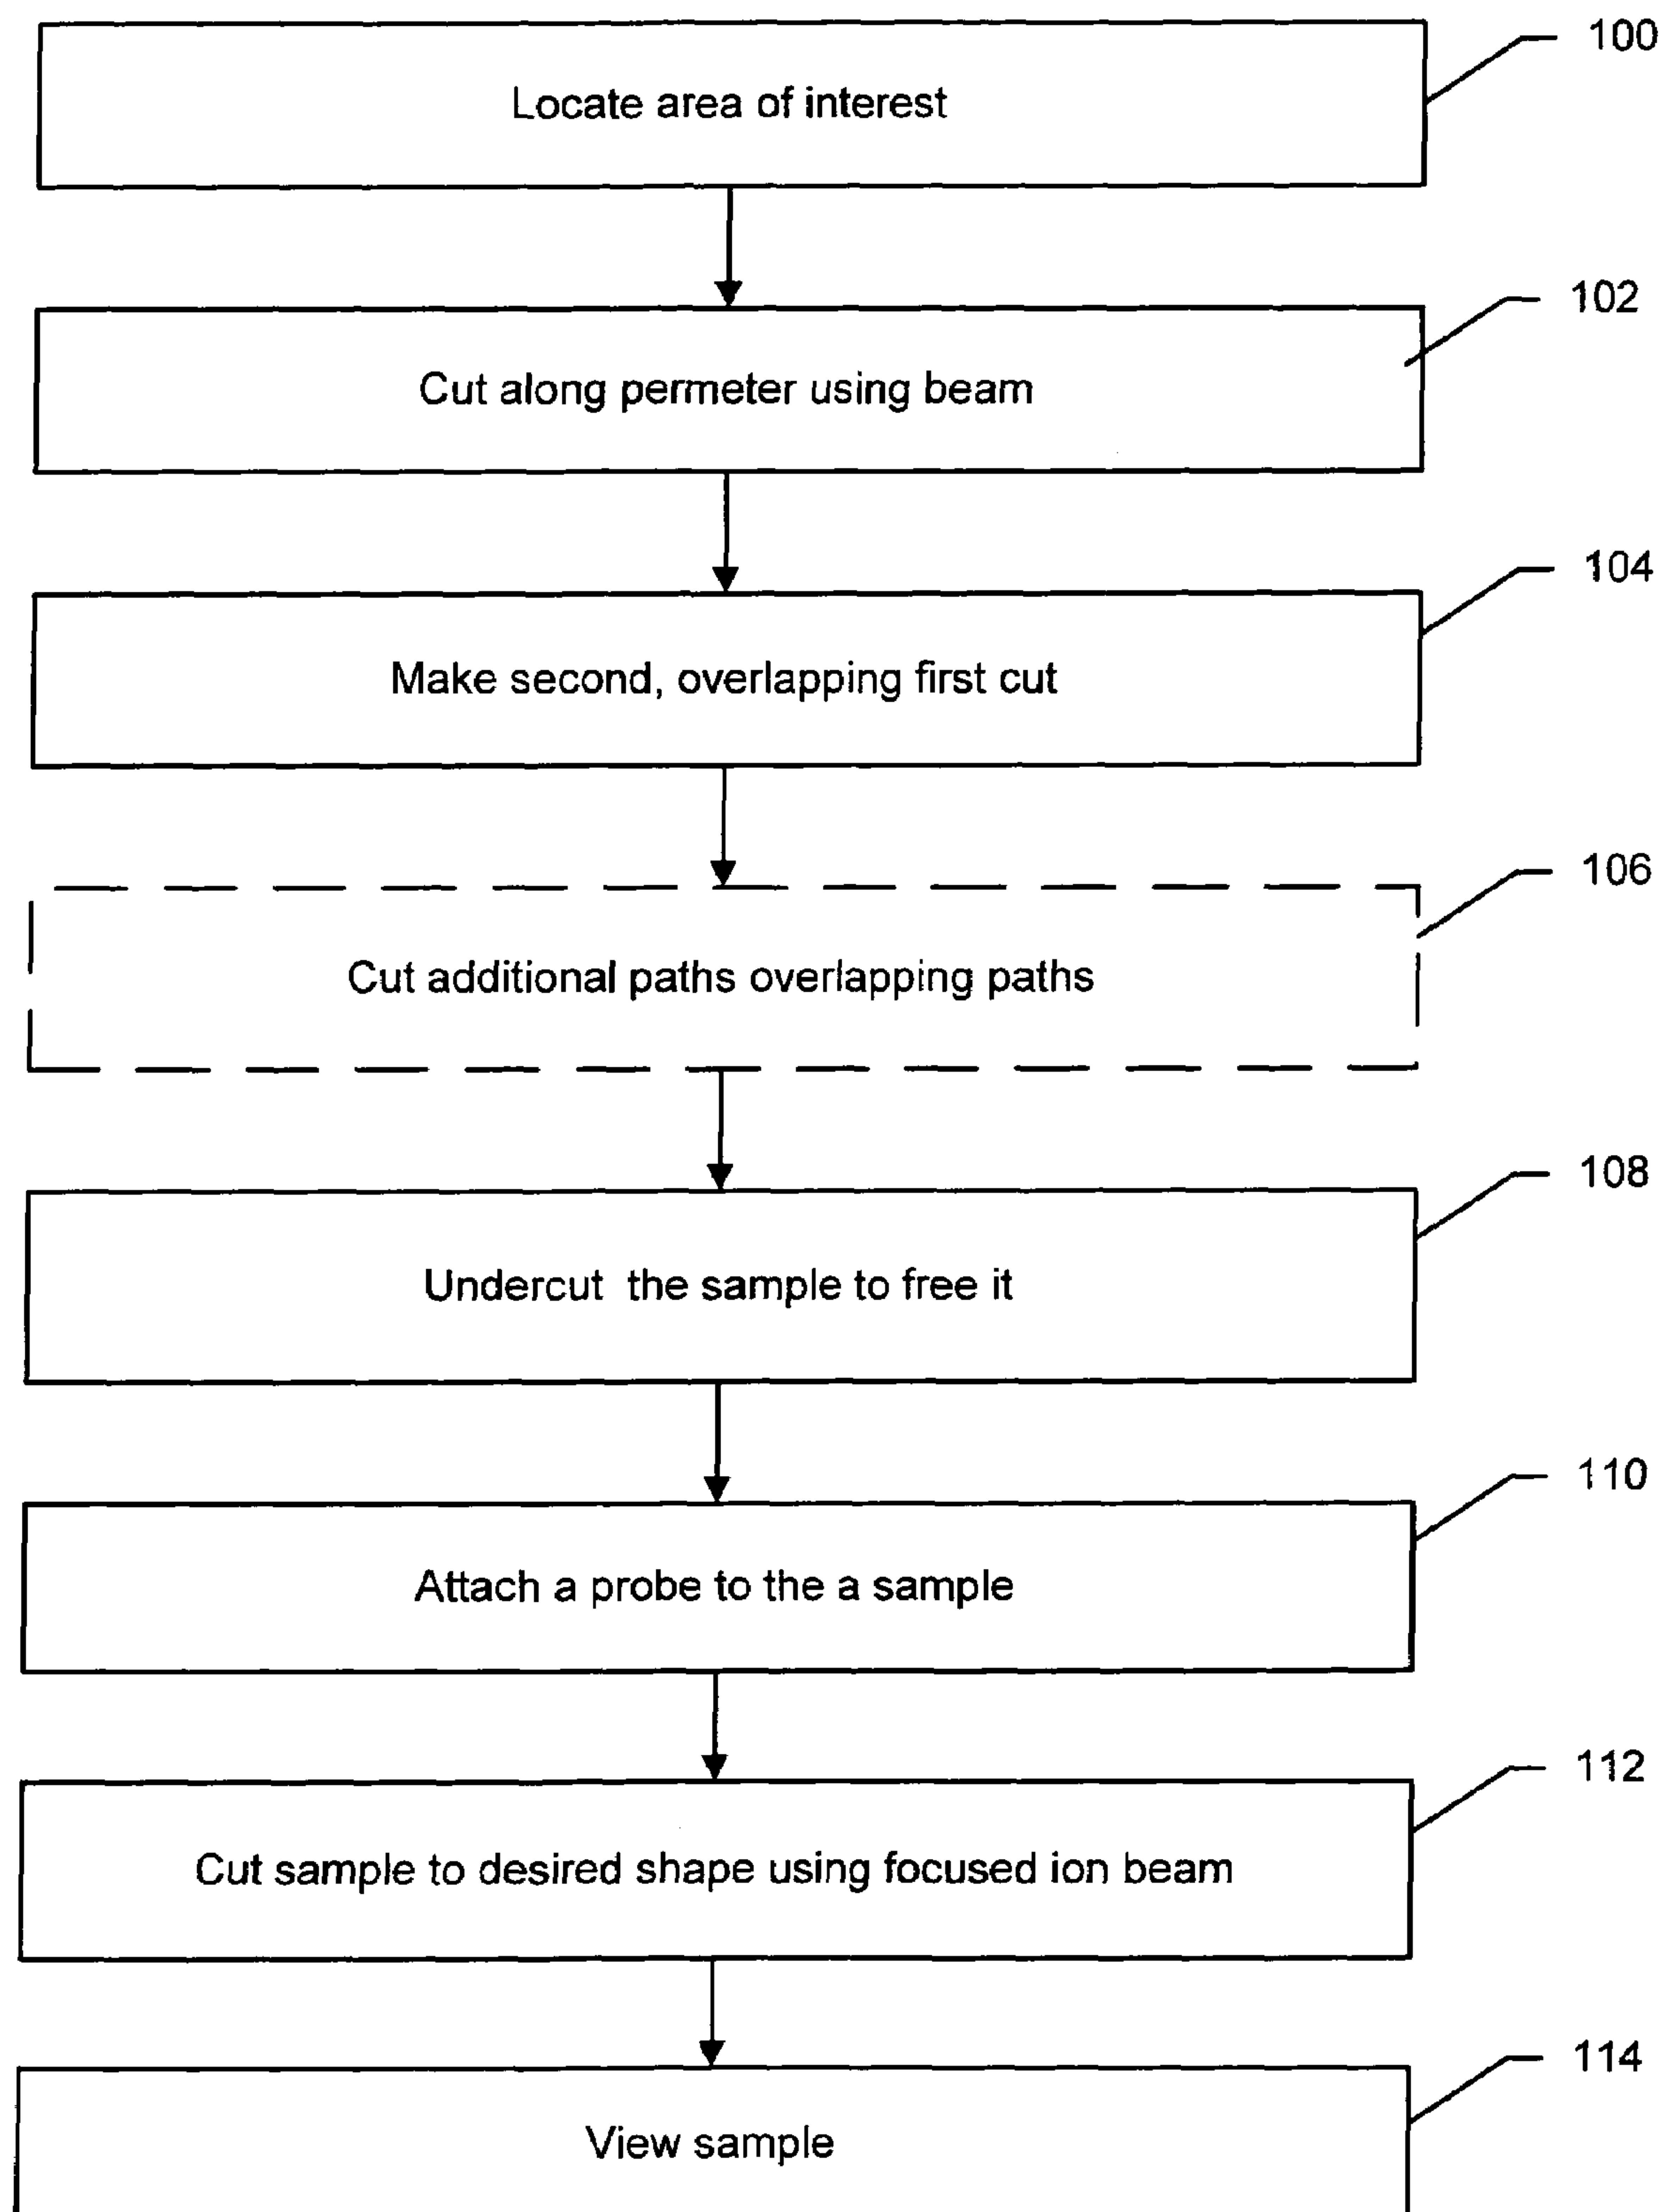 100
Locate area of interest
102
Cut along permeter using beam
104
Make second, overlapping first cut
106
Cut additional paths overlapping paths
108
Undercut the sample to free it
110
Attach a probe to the a sample
112
Cut sample to desired shape using focused ion beam
114
View sample